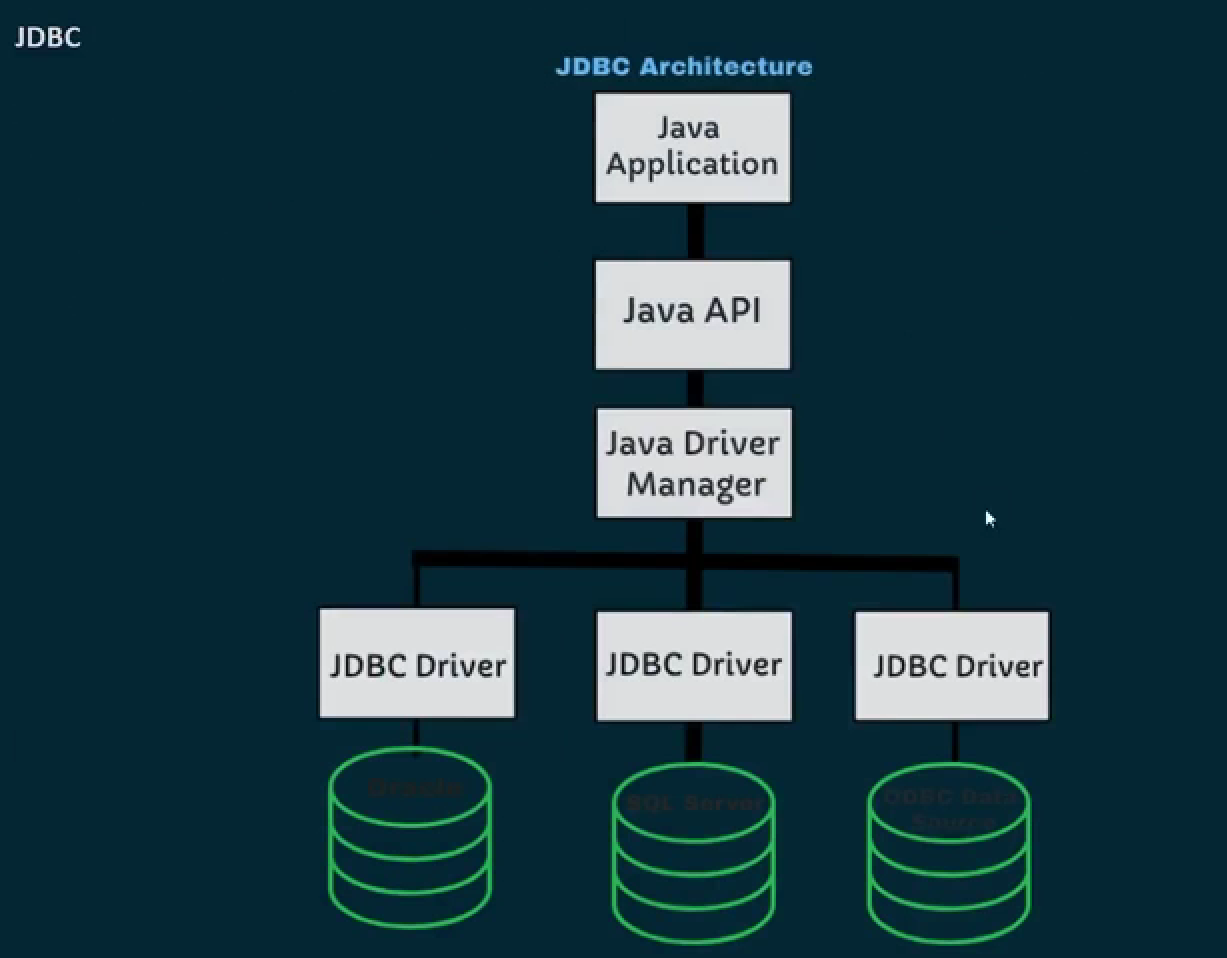 JDBC
JDBC Architecture
Java
Application
Java API
Java Driver
Manager
JDBC Driver
JDBC Driver
JDBC Driver
Oracle
SQL Server
ODBC Data
Source